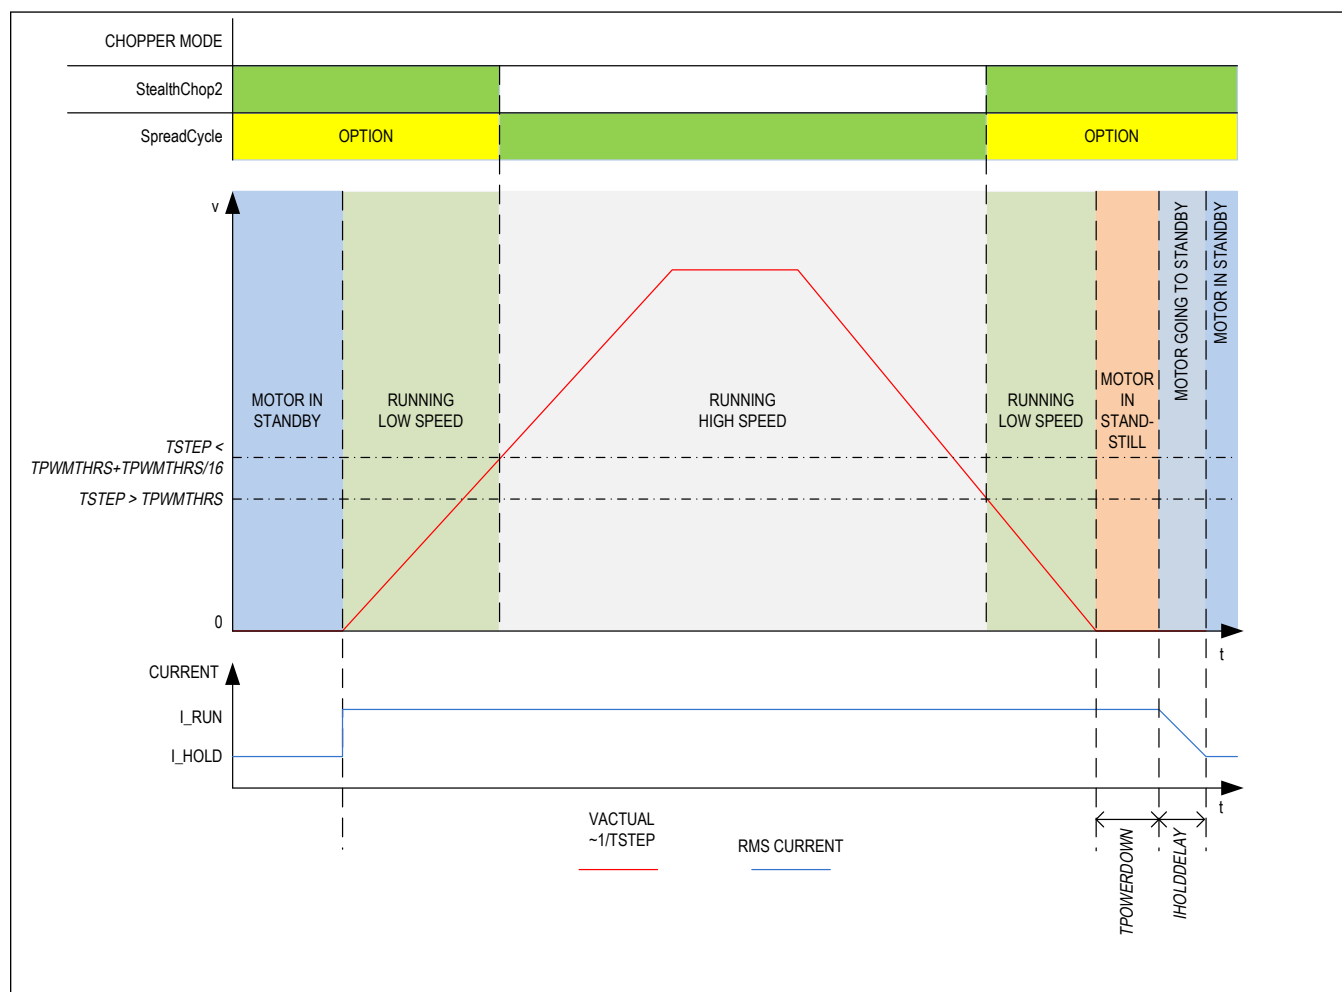 CHOPPER MODE
StealthChop2
SpreadCycle
OPTION
OPTION
v
MOTOR IN
STANDBY
RUNNING
LOW SPEED
RUNNING
HIGH SPEED
RUNNING
LOW SPEED
MOTOR
IN
STAND-
STILL
MOTOR GOING TO STANDBY
MOTOR IN STANDBY
TSTEP <
TPWMTHRS+TPWMTHRS/16
TSTEP > TPWMTHRS
0
t
CURRENT
I_RUN
I_HOLD
t
VACTUAL
~1/TSTEP
RMS CURRENT
TPOWERDOWN
IHOLDDELAY